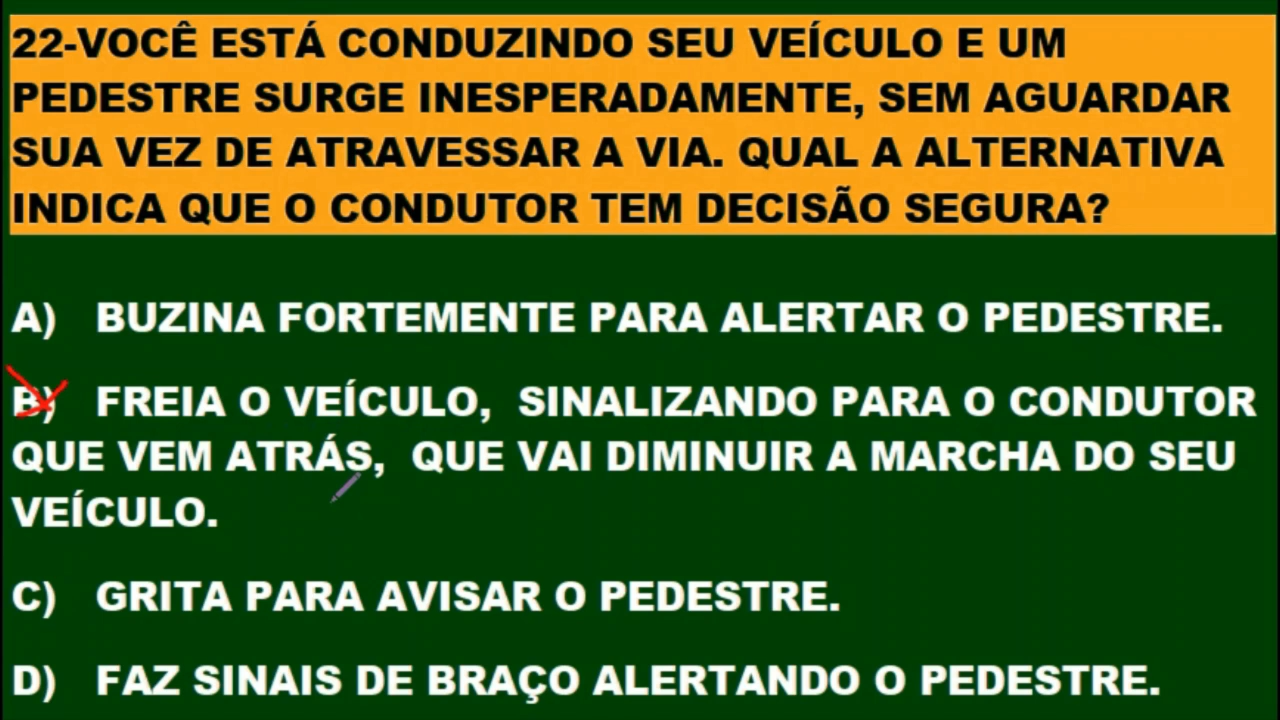 22-VOCÊ ESTÁ CONDUZINDO SEU VEÍCULO E UM
PEDESTRE SURGE INESPERADAMENTE, SEM AGUARDAR
SUA VEZ DE ATRAVESSAR A VIA. QUAL A ALTERNATIVA
INDICA QUE O CONDUTOR TEM DECISÃO SEGURA?
A) BUZINA FORTEMENTE PARA ALERTAR O PEDESTRE.
B) FREIA O VEÍCULO, SINALIZANDO PARA O CONDUTOR
QUE VEM ATRÁS, QUE VAI DIMINUIR A MARCHA DO SEU
VEÍCULO.
C) GRITA PARA AVISAR O PEDESTRE.
D) FAZ SINAIS DE BRAÇO ALERTANDO O PEDESTRE.